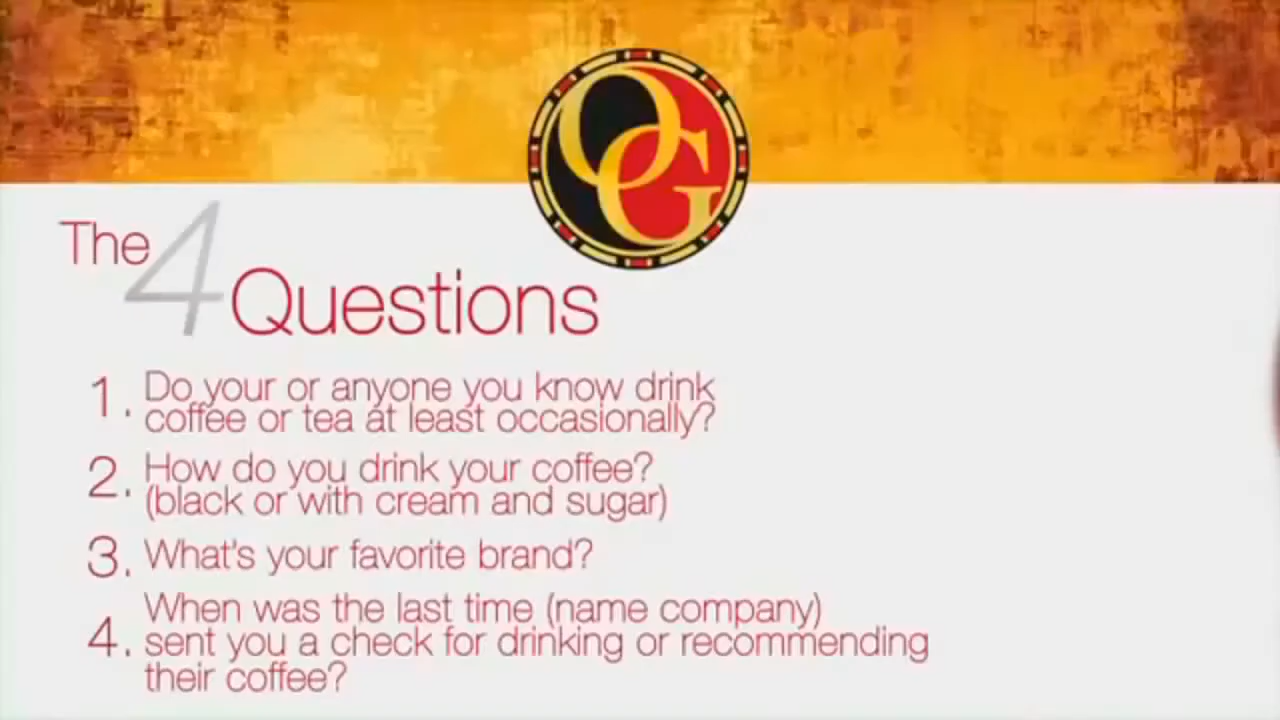 OG
The 4 Questions
1. Do your or anyone you know drink
coffee or tea at least occasionally?
2. How do you drink your coffee?
(black or with cream and sugar)
3. What's your favorite brand?
When was the last time (name company)
4. sent you a check for drinking or recommending
their coffee?